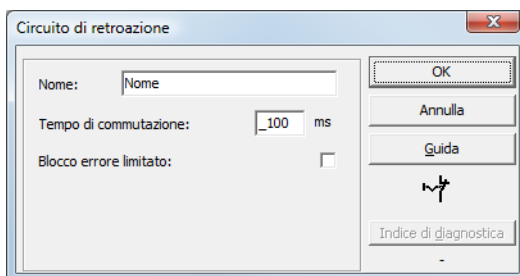 Circuito di retroazione
Nome: Nome
Tempo di commutazione: _100 ms
Blocco errore limitato:
OK
Annulla
Guida
Indice di diagnostica
-